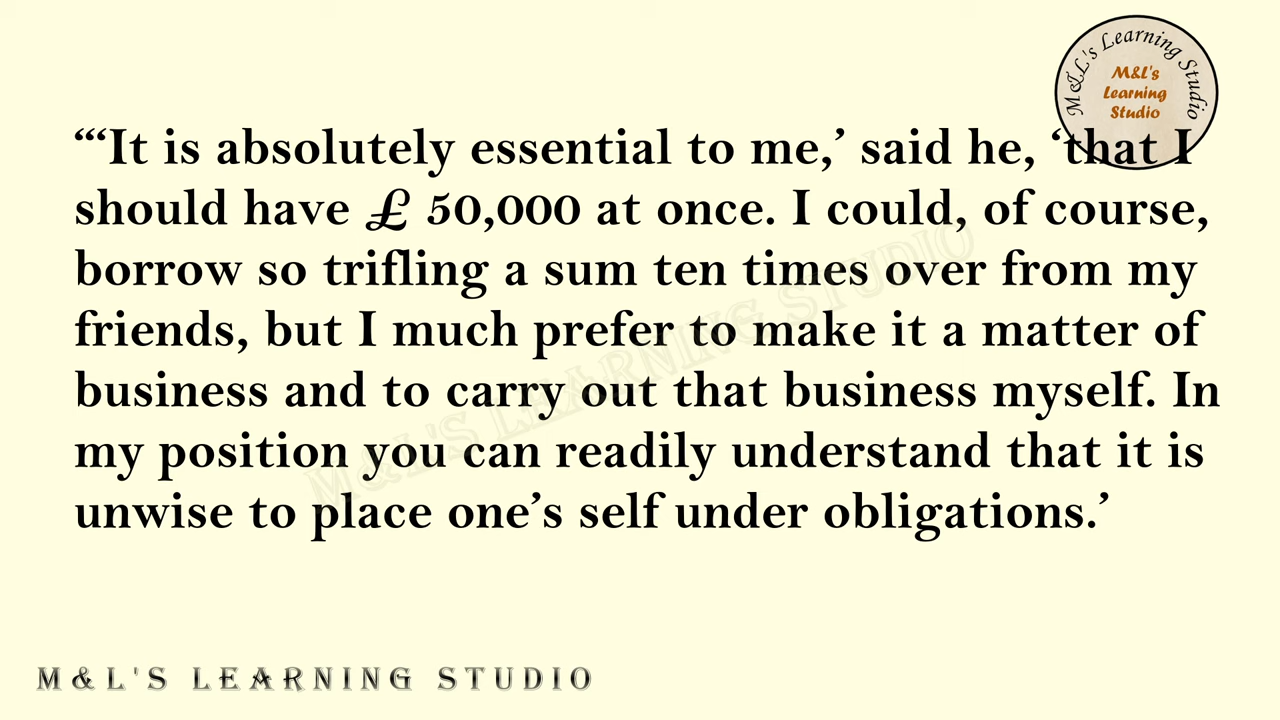 M&L's Learning Studio
M&L's
Learning
Studio
“‘It is absolutely essential to me,’ said he, ‘that I
should have £ 50,000 at once. I could, of course,
borrow so trifling a sum ten times over from my
friends, but I much prefer to make it a matter of
business and to carry out that business myself. In
my position you can readily understand that it is
unwise to place one’s self under obligations.’
M&L'S LEARNING STUDIO
M&L'S LEARNING STUDIO